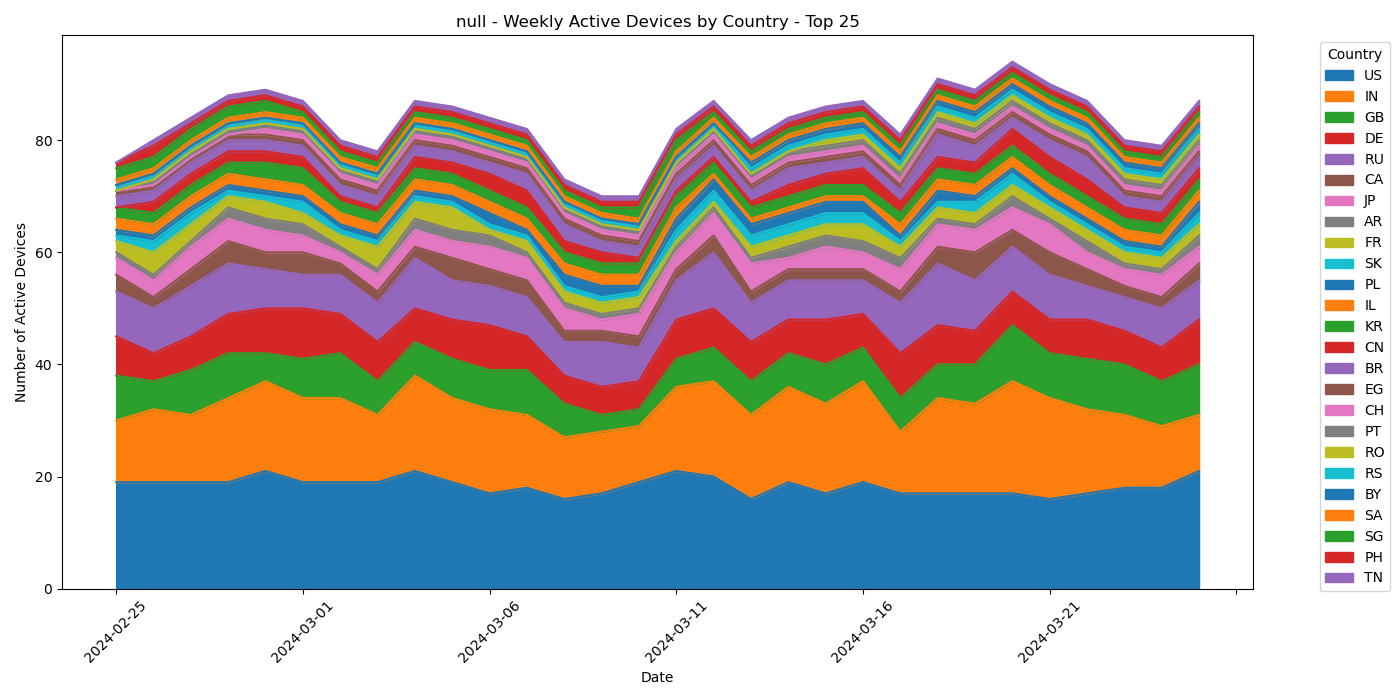 null - Weekly Active Devices by Country - Top 25
Number of Active Devices
80
60
40
20
0
2024-02-25
2024-03-01
2024-03-06
2024-03-11
2024-03-16
2024-03-21
Date
Country
US
IN
GB
DE
RU
CA
JP
AR
FR
SK
PL
IL
KR
CN
BR
EG
CH
PT
RO
RS
BY
SA
SG
PH
TN